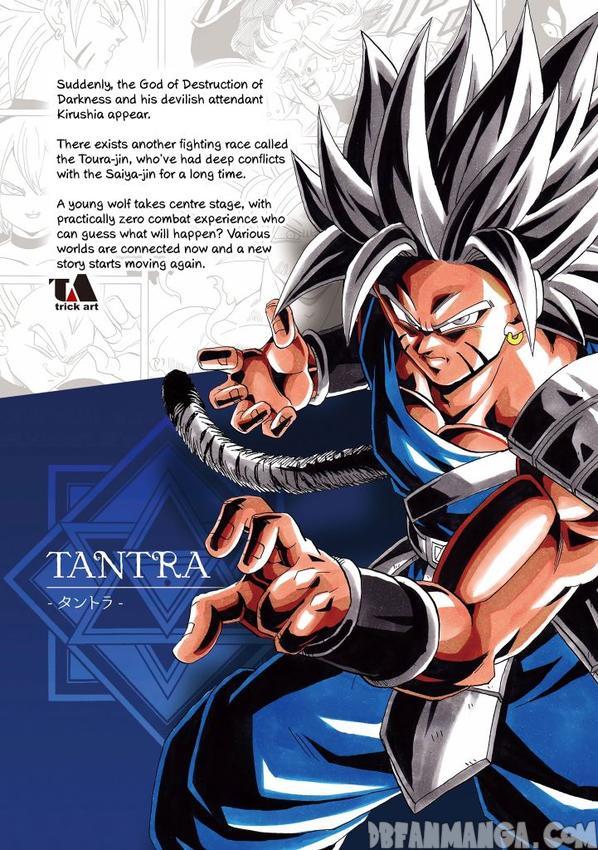 Suddenly, the God of Destruction of
Darkness and his devilish attendant
Kirushia appear.
There exists another fighting race called
the Toura-jin, who've had deep conflicts
with the Saiya-jin for a long time.
A young wolf takes centre stage, with
practically zero combat experience who
can guess what will happen? Various
worlds are connected now and a new
story starts moving again.
TA
trick art
TANTRA
- タントラ -
DBFANMANGA.COM